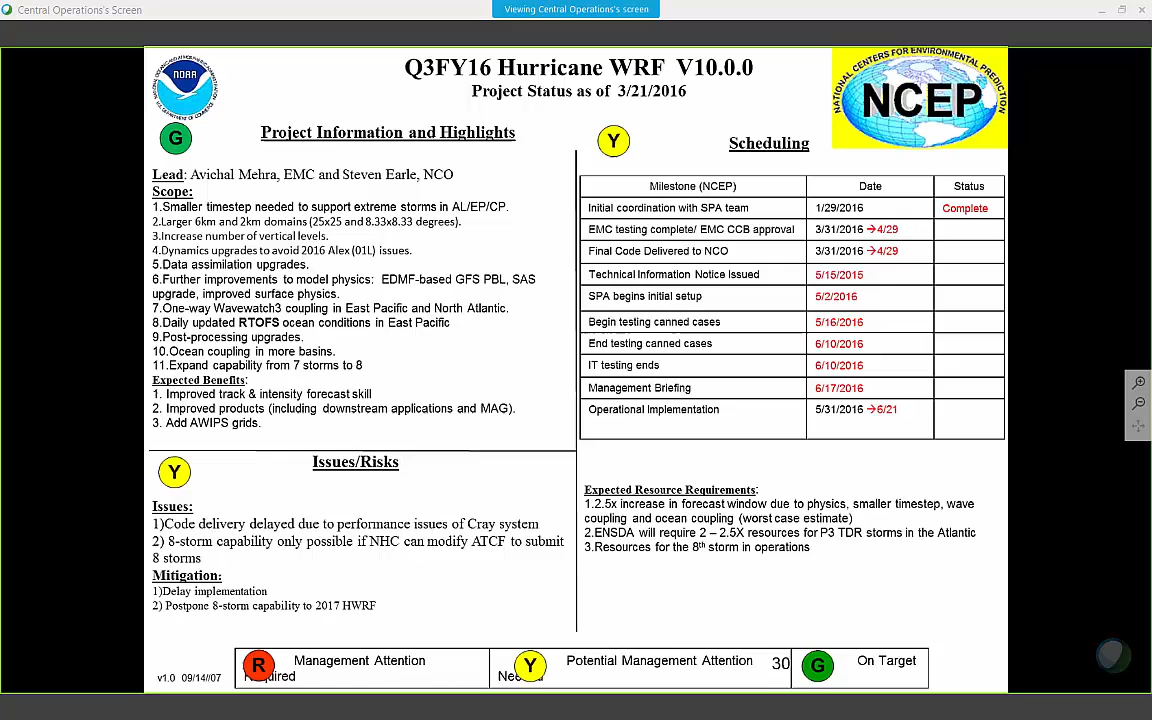 Central Operations's Screen
Viewing Central Operations's screen
NOAA
Q3FY16 Hurricane WRF V10.0.0
Project Status as of 3/21/2016
NATIONAL CENTERS FOR ENVIRONMENTAL PREDICTION
NCEP
G
Project Information and Highlights
Lead: Avichal Mehra, EMC and Steven Earle, NCO
Scope:
1.Smaller timestep needed to support extreme storms in AL/EP/CP.
2.Larger 6km and 2km domains (25x25 and 8.33x8.33 degrees).
3.Increase number of vertical levels.
4.Dynamics upgrades to avoid 2016 Alex (01L) issues.
5.Data assimilation upgrades.
6.Further improvements to model physics: EDMF-based GFS PBL, SAS
upgrade, improved surface physics.
7.One-way Wavewatch3 coupling in East Pacific and North Atlantic.
8.Daily updated RTOFS ocean conditions in East Pacific
9.Post-processing upgrades.
10.Ocean coupling in more basins.
11.Expand capability from 7 storms to 8
Expected Benefits:
1. Improved track & intensity forecast skill
2. Improved products (including downstream applications and MAG).
3. Add AWIPS grids.
Y
Issues/Risks
Issues:
1)Code delivery delayed due to performance issues of Cray system
2) 8-storm capability only possible if NHC can modify ATCF to submit
8 storms
Mitigation:
1)Delay implementation
2) Postpone 8-storm capability to 2017 HWRF
Y
Scheduling
Milestone (NCEP) Date Status
Initial coordination with SPA team 1/29/2016 Complete
EMC testing complete/ EMC CCB approval 3/31/2016 →4/29
Final Code Delivered to NCO 3/31/2016 →4/29
Technical Information Notice Issued 5/15/2015
SPA begins initial setup 5/2/2016
Begin testing canned cases 5/16/2016
End testing canned cases 6/10/2016
IT testing ends 6/10/2016
Management Briefing 6/17/2016
Operational Implementation 5/31/2016 →6/21
Expected Resource Requirements:
1.2.5x increase in forecast window due to physics, smaller timestep, wave
coupling and ocean coupling (worst case estimate)
2.ENSDA will require 2 – 2.5X resources for P3 TDR storms in the Atlantic
3.Resources for the 8th storm in operations
v1.0 09/14//07
R Management Attention
Y Potential Management Attention
30
G On Target